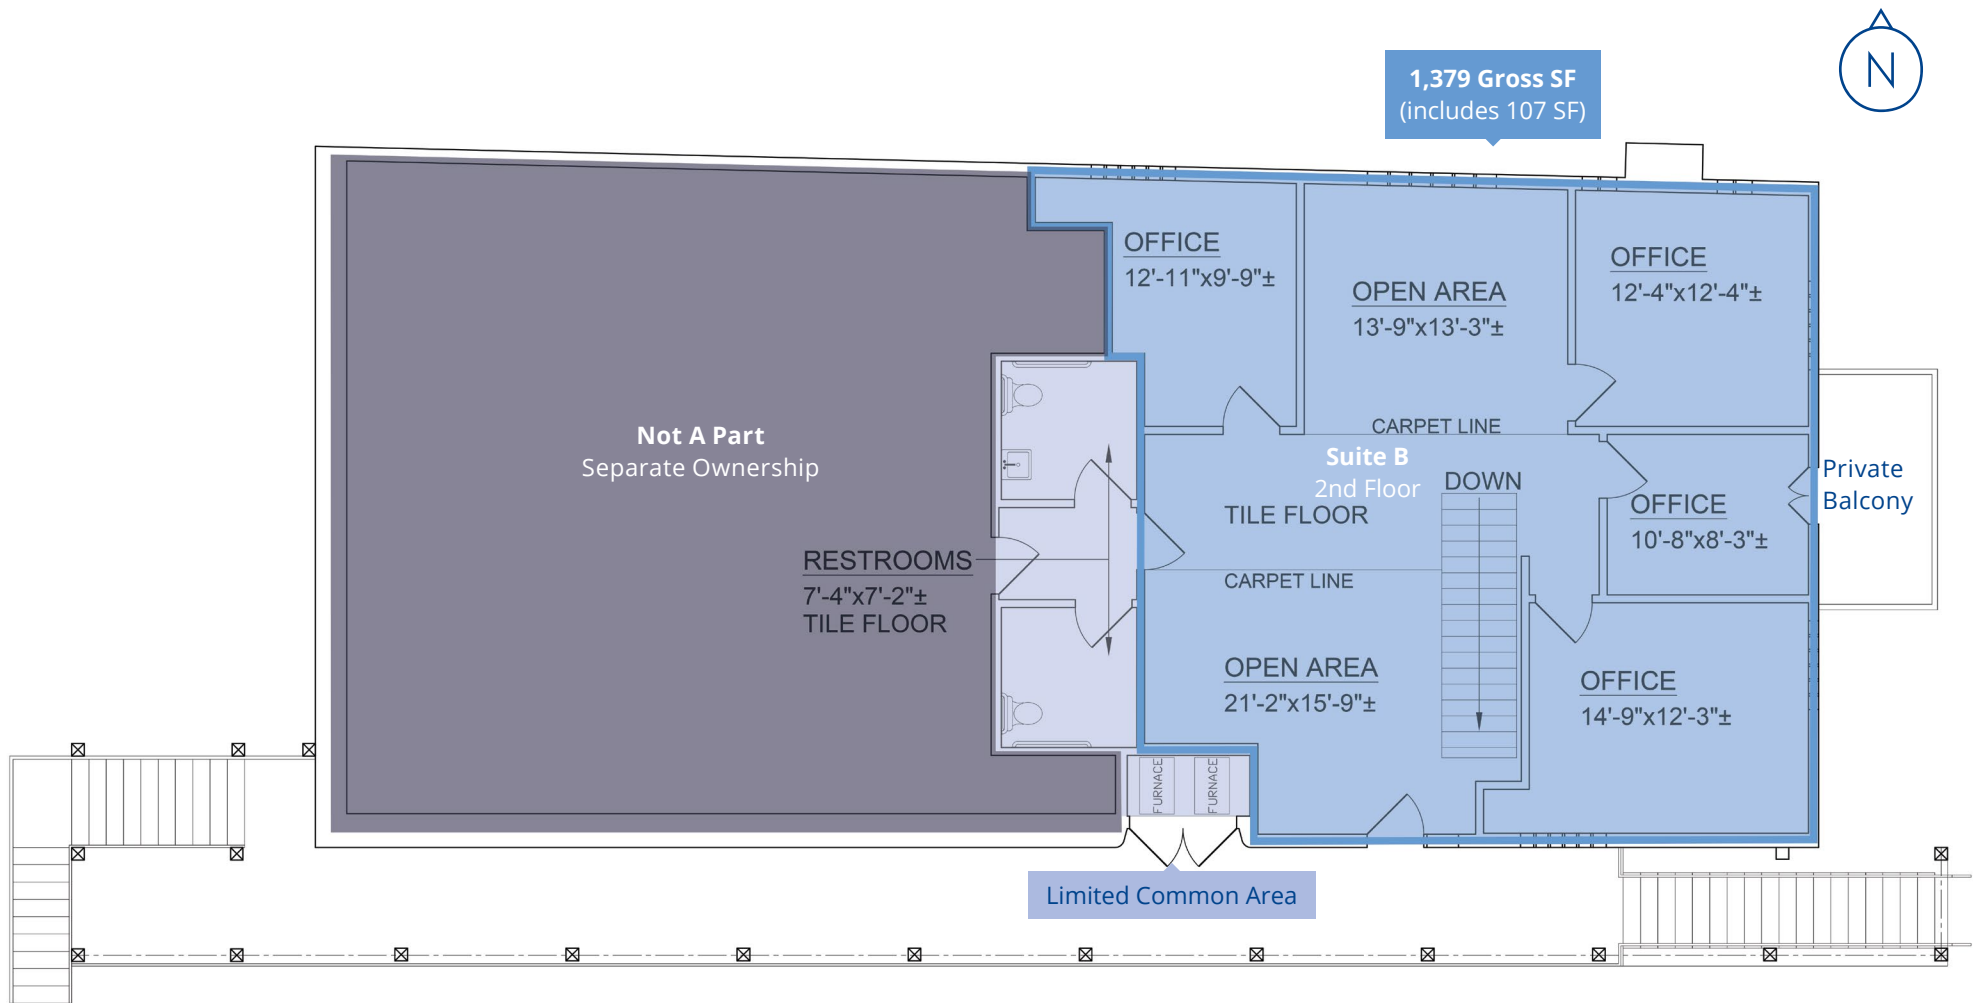 N
1,379 Gross SF
(includes 107 SF)
OFFICE
12'-11"x9'-9"±
OPEN AREA
13'-9"x13'-3"±
OFFICE
12'-4"x12'-4"±
Not A Part
Separate Ownership
CARPET LINE
Suite B
2nd Floor
DOWN
TILE FLOOR
OFFICE
10'-8"x8'-3"±
Private
Balcony
RESTROOMS
7'-4"x7'-2"±
TILE FLOOR
CARPET LINE
OPEN AREA
21'-2"x15'-9"±
OFFICE
14'-9"x12'-3"±
FURNACE
FURNACE
Limited Common Area